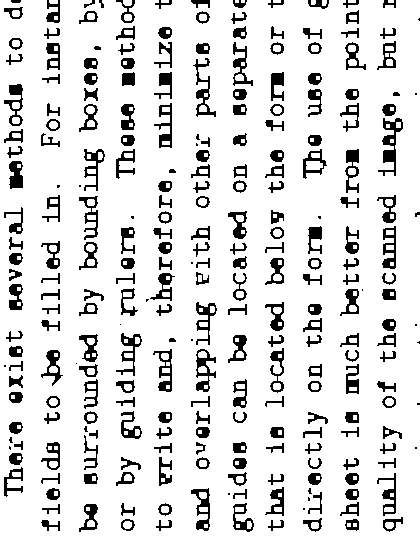 There exist several methods to de
fields to be filled in. For instan
be surrounded by bounding boxes, by
or by guiding rulers. These method
to write and, therefore, minimize t
and overlapping with other parts of
guides can be located on a separate
that is located below the form or t
directly on the form. The use of g
sheet is much better from the point
quality of the scanned image, but r